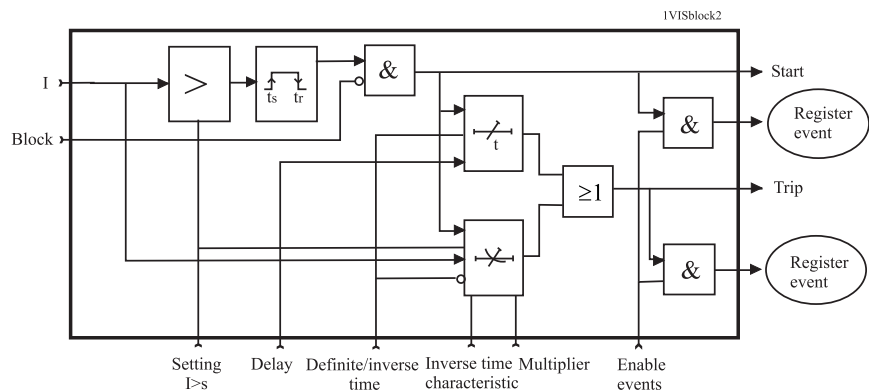 1VISblock2
I
>
ts
tr
&
Start
Block
t
&
Register
event
≥1
Trip
&
Register
event
Setting
I>s
Delay
Definite/inverse
time
Inverse time
characteristic
Multiplier
Enable
events